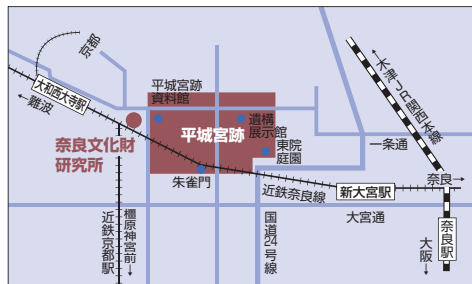 京都
大和西大寺駅
←難波
平城宮跡
資料館
奈良文化財
研究所
平城宮跡
遺構
展示館
東院
庭園
朱雀門
←木津
JR関西本線
一条通
奈良→
近鉄奈良線
新大宮駅
大宮通
国道24号線
近鉄京都駅
橿原神宮前→
奈良駅
大阪→